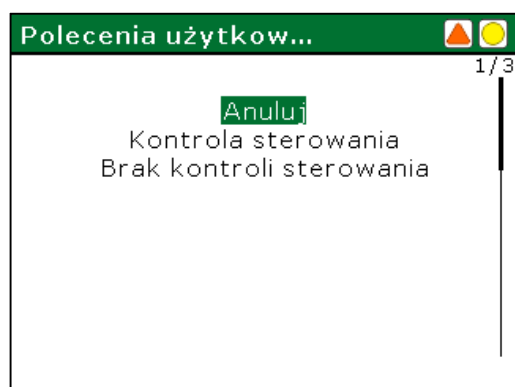 Polecenia użytkow...
1/3
Anuluj
Kontrola sterowania
Brak kontroli sterowania